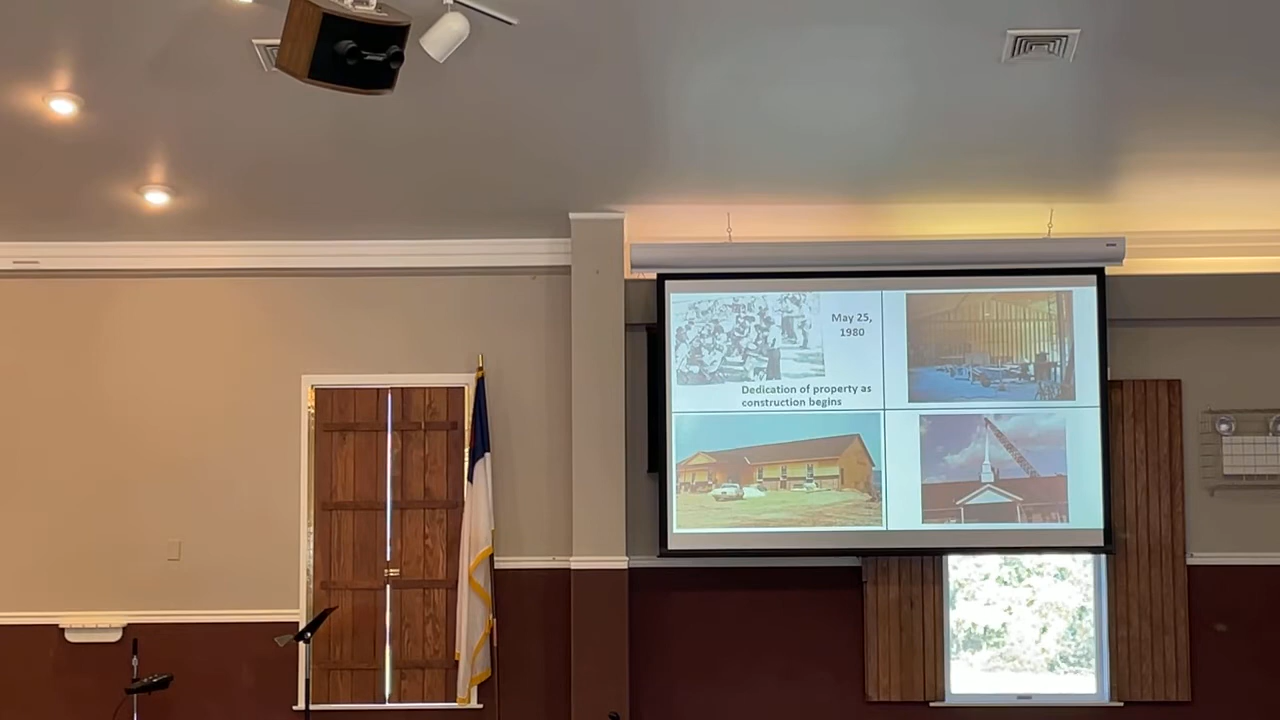 May 25,
1980
Dedication of property as
construction begins